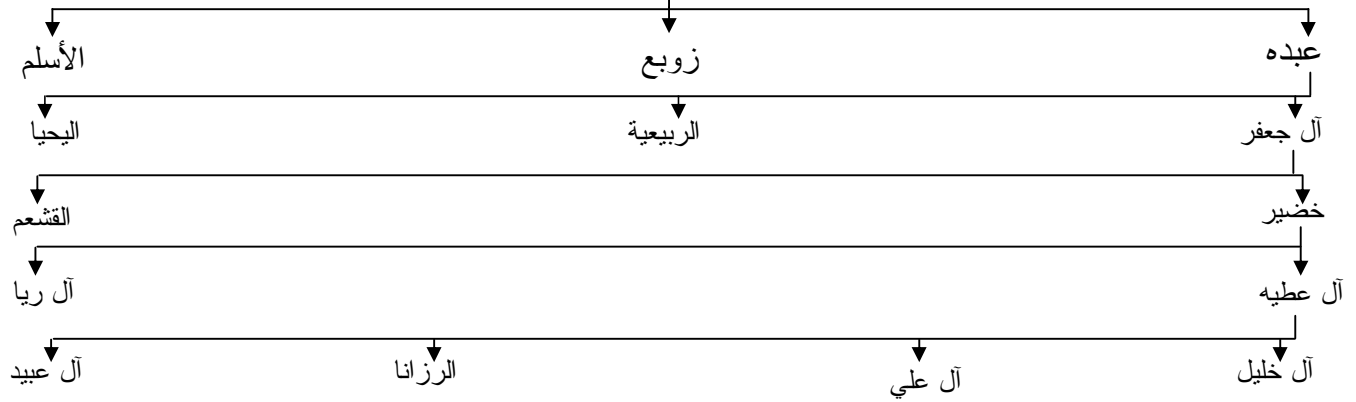 عبده زوبع الأسلم
آل جعفر الربيعية اليحيا
خضير القشعم
آل عطيه آل ريا
آل خليل آل علي الرزانا آل عبيد